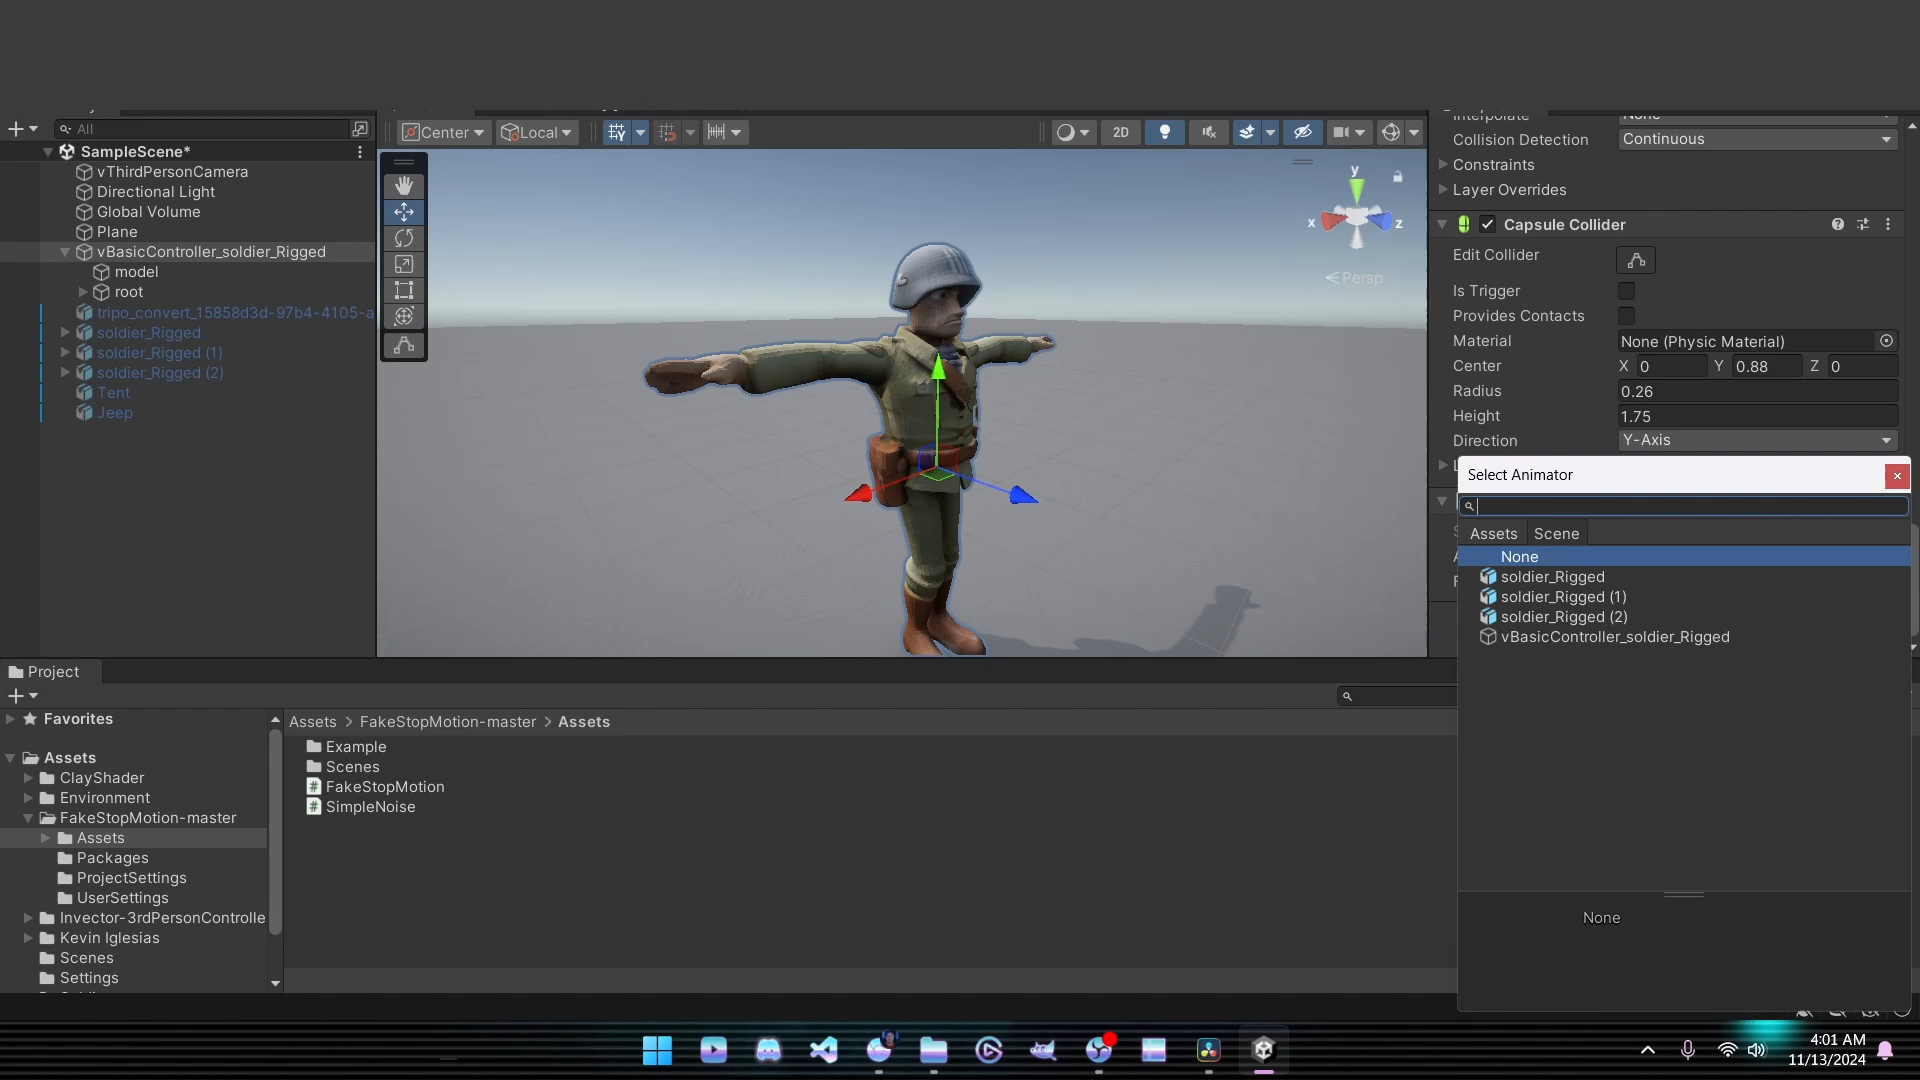 All
SampleScene*
vThirdPersonCamera
Directional Light
Global Volume
Plane
vBasicController_soldier_Rigged
model
root
tripo_convert_15858d3d-97b4-4105-a
soldier_Rigged
soldier_Rigged (1)
soldier_Rigged (2)
Tent
Jeep
Center
Local
2D
y
x
z
Persp
Interpolate
None
Collision Detection
Continuous
Constraints
Layer Overrides
Capsule Collider
Edit Collider
Is Trigger
Provides Contacts
Material
None (Physic Material)
Center
X 0 Y 0.88 Z 0
Radius
0.26
Height
1.75
Direction
Y-Axis
Select Animator
Assets
Scene
None
soldier_Rigged
soldier_Rigged (1)
soldier_Rigged (2)
vBasicController_soldier_Rigged
None
Project
Favorites
Assets
ClayShader
Environment
FakeStopMotion-master
Assets
Packages
ProjectSettings
UserSettings
Invector-3rdPersonControlle
Kevin Iglesias
Scenes
Settings
Assets > FakeStopMotion-master > Assets
Example
Scenes
FakeStopMotion
SimpleNoise
4:01 AM
11/13/2024